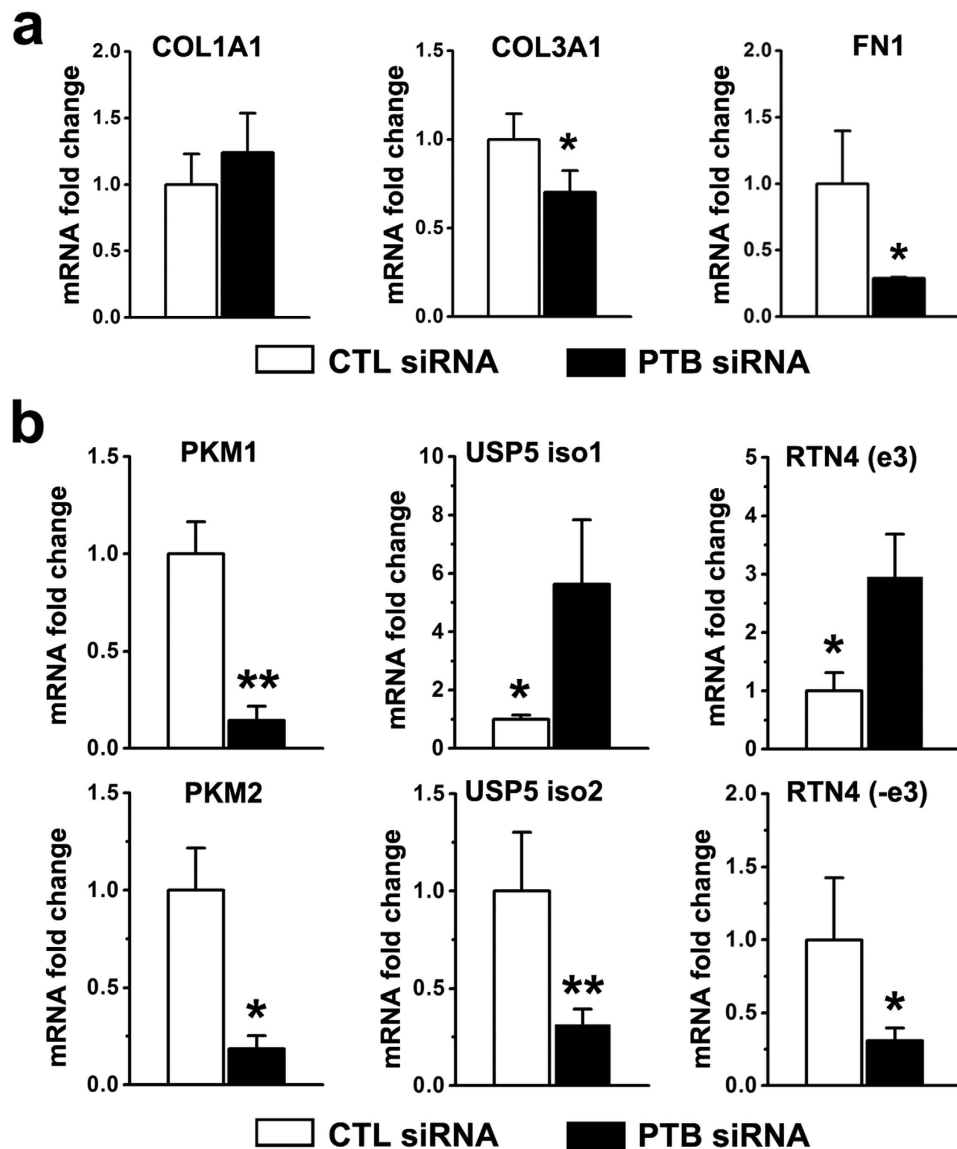 a
COL1A1 COL3A1 FN1
mRNA fold change mRNA fold change mRNA fold change
2.0 1.5 2.0
1.5 1.0 1.5
1.0 0.5 1.0
0.5 0.0 0.5
0.0 0.0
* *
CTL siRNA PTB siRNA
b
PKM1 USP5 iso1 RTN4 (e3)
mRNA fold change mRNA fold change mRNA fold change
1.5 10 5
1.0 8 4
0.5 6 3
0.0 4 2
2 1
0 0
** * *
PKM2 USP5 iso2 RTN4 (-e3)
mRNA fold change mRNA fold change mRNA fold change
1.5 1.5 2.0
1.0 1.0 1.5
0.5 0.5 1.0
0.0 0.0 0.5
0.0
* ** *
CTL siRNA PTB siRNA